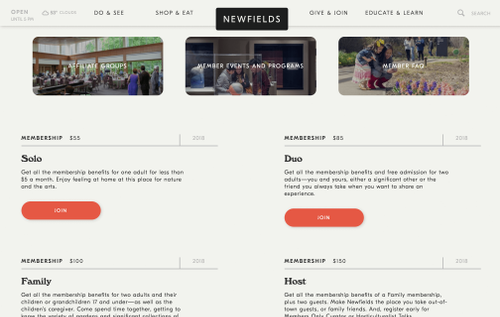 OPEN
UNTIL 5 PM
CLOUDS
DO & SEE
SHOP & EAT
NEWFIELDS
GIVE & JOIN
EDUCATE & LEARN
SEARCH
AFFILIATE GROUPS
MEMBER EVENTS AND PROGRAMS
MEMBER FAQ
MEMBERSHIP $55
2018
Solo
Get all the membership benefits for one adult for less than
$5 a month. Enjoy feeling at home at this place for nature
and the arts.
JOIN
MEMBERSHIP $85
2018
Duo
Get all the membership benefits and free admission for two
adults—you and yours, either a significant other or the
friend you always take when you want to share an
experience.
JOIN
MEMBERSHIP $100
2018
Family
Get all the membership benefits for two adults and their
children or grandchildren 17 and under—as well as the
children's caregiver. Come spend time together, getting to
know the variety of gardens and significant collections of
MEMBERSHIP $150
2018
Host
Get all the membership benefits of a Family membership,
plus two guests. Make Newfields the place you take out-of-
town guests, or family friends. And, register early for
Members Only Curator or Horticulturist Talks.